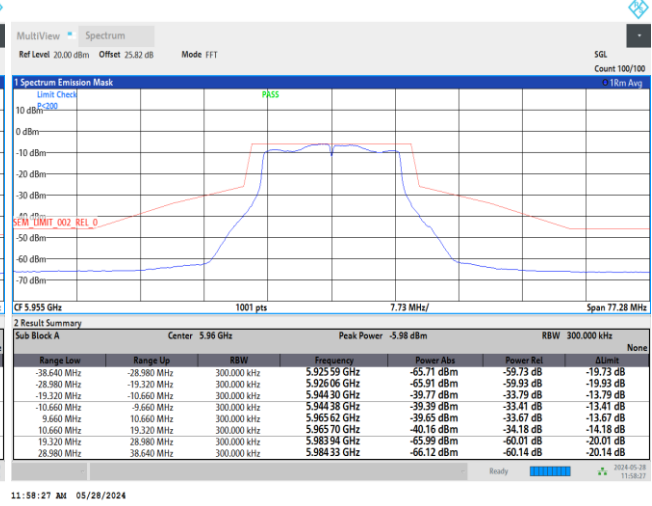 MultiView Spectrum
Ref Level 20.00 dBm Offset 25.82 dB Mode FFT SGL
Count 100/100
1 Spectrum Emission Mask 1Rm Avg
Limit Check PASS
P<200
10 dBm
0 dBm
-10 dBm
-20 dBm
-30 dBm
-40 dBm
SEM_LIMIT_002_REL_0
-50 dBm
-60 dBm
-70 dBm
CF 5.955 GHz 1001 pts 7.73 MHz/ Span 77.28 MHz
2 Result Summary
Sub Block A Center 5.96 GHz Peak Power -5.98 dBm RBW 300.000 kHz
None
Range Low Range Up RBW Frequency Power Abs Power Rel ΔLimit
-38.640 MHz -28.980 MHz 300.000 kHz 5.925 59 GHz -65.71 dBm -59.73 dB -19.73 dB
-28.980 MHz -19.320 MHz 300.000 kHz 5.926 06 GHz -65.91 dBm -59.93 dB -19.93 dB
-19.320 MHz -10.660 MHz 300.000 kHz 5.944 30 GHz -39.77 dBm -33.79 dB -13.79 dB
-10.660 MHz -9.660 MHz 300.000 kHz 5.944 38 GHz -39.39 dBm -33.41 dB -13.41 dB
9.660 MHz 10.660 MHz 300.000 kHz 5.965 62 GHz -39.65 dBm -33.67 dB -13.67 dB
10.660 MHz 19.320 MHz 300.000 kHz 5.965 70 GHz -40.16 dBm -34.18 dB -14.18 dB
19.320 MHz 28.980 MHz 300.000 kHz 5.983 94 GHz -65.99 dBm -60.01 dB -20.01 dB
28.980 MHz 38.640 MHz 300.000 kHz 5.984 33 GHz -66.12 dBm -60.14 dB -20.14 dB
Ready 2024-05-28
11:58:27
11:58:27 AM 05/28/2024